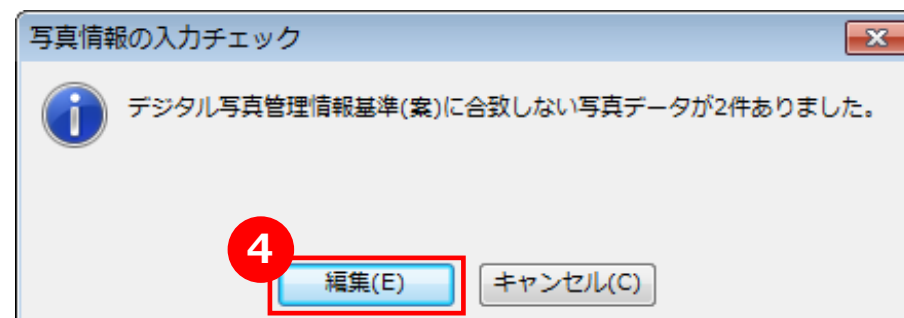 写真情報の入力チェック
デジタル写真管理情報基準(案)に合致しない写真データが2件ありました。
4
編集(E)
キャンセル(C)